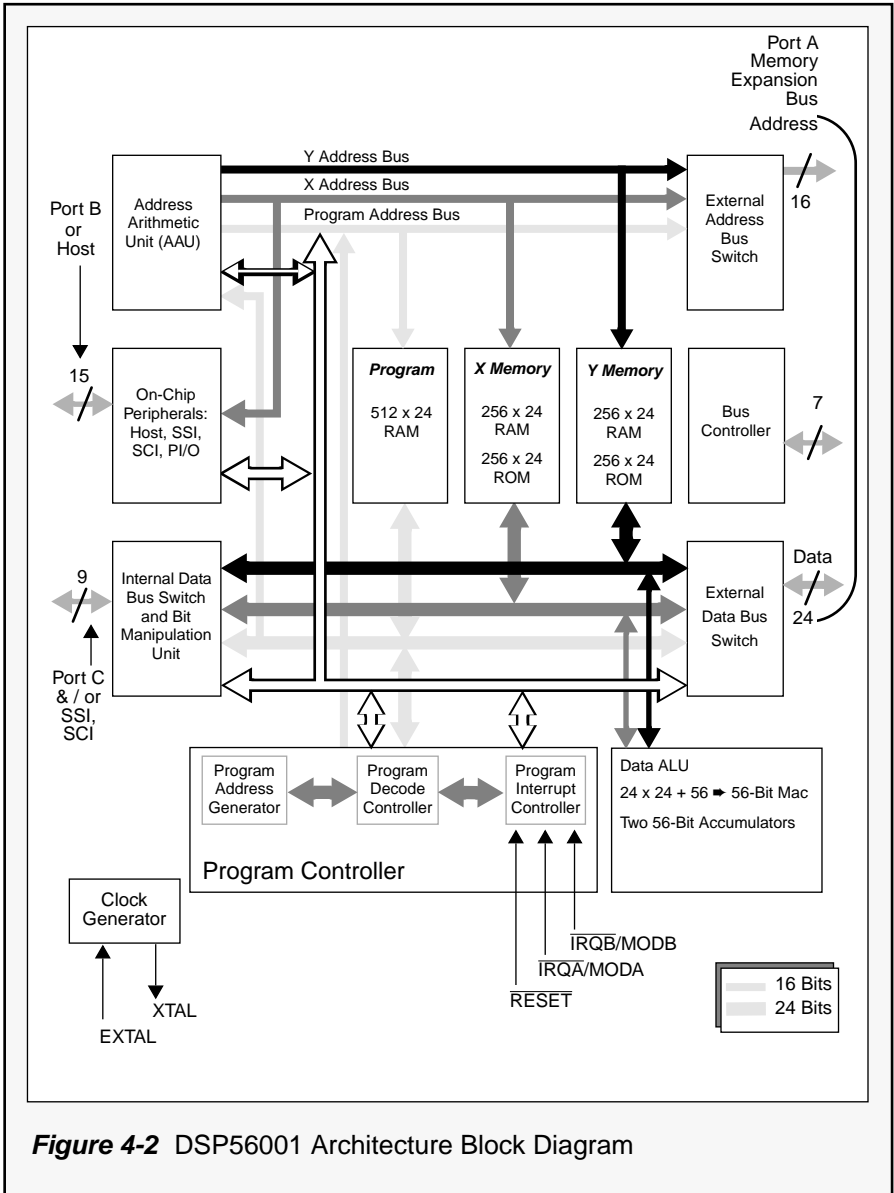 Port A
Memory
Expansion
Bus
Address
Y Address Bus
X Address Bus
Program Address Bus
Address
Arithmetic
Unit (AAU)
External
Address
Bus
Switch
16
Port B
or
Host
15
On-Chip
Peripherals:
Host, SSI,
SCI, PI/O
Program
512 x 24
RAM
X Memory
256 x 24
RAM
256 x 24
ROM
Y Memory
256 x 24
RAM
256 x 24
ROM
Bus
Controller
7
9
Internal Data
Bus Switch
and Bit
Manipulation
Unit
External
Data Bus
Switch
Data
24
Port C
& / or
SSI,
SCI
Program
Address
Generator
Program
Decode
Controller
Program
Interrupt
Controller
Program Controller
Data ALU
24 x 24 + 56 ➨ 56-Bit Mac
Two 56-Bit Accumulators
Clock
Generator
XTAL
EXTAL
IRQB/MODB
IRQA/MODA
RESET
16 Bits
24 Bits
Figure 4-2 DSP56001 Architecture Block Diagram